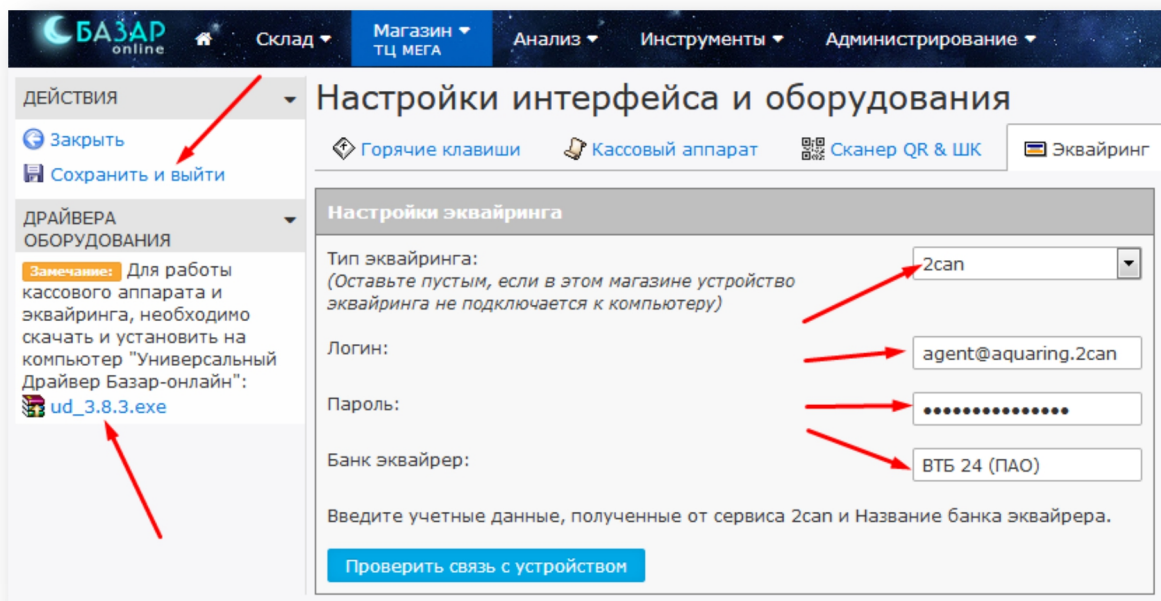 БАЗАР
online
Склад
Магазин
ТЦ МЕГА
Анализ
Инструменты
Администрирование
ДЕЙСТВИЯ
Закрыть
Сохранить и выйти
ДРАЙВЕРА
ОБОРУДОВАНИЯ
Замечание: Для работы
кассового аппарата и
эквайринга, необходимо
скачать и установить на
компьютер "Универсальный
Драйвер Базар-онлайн":
ud_3.8.3.exe
Настройки интерфейса и оборудования
Горячие клавиши
Кассовый аппарат
Сканер QR & ШК
Эквайринг
Настройки эквайринга
Тип эквайринга:
(Оставьте пустым, если в этом магазине устройство
эквайринга не подключается к компьютеру)
2can
Логин:
agent@aquaring.2can
Пароль:
•••••••••••••••
Банк эквайрер:
ВТБ 24 (ПАО)
Введите учетные данные, полученные от сервиса 2can и Название банка эквайрера.
Проверить связь с устройством